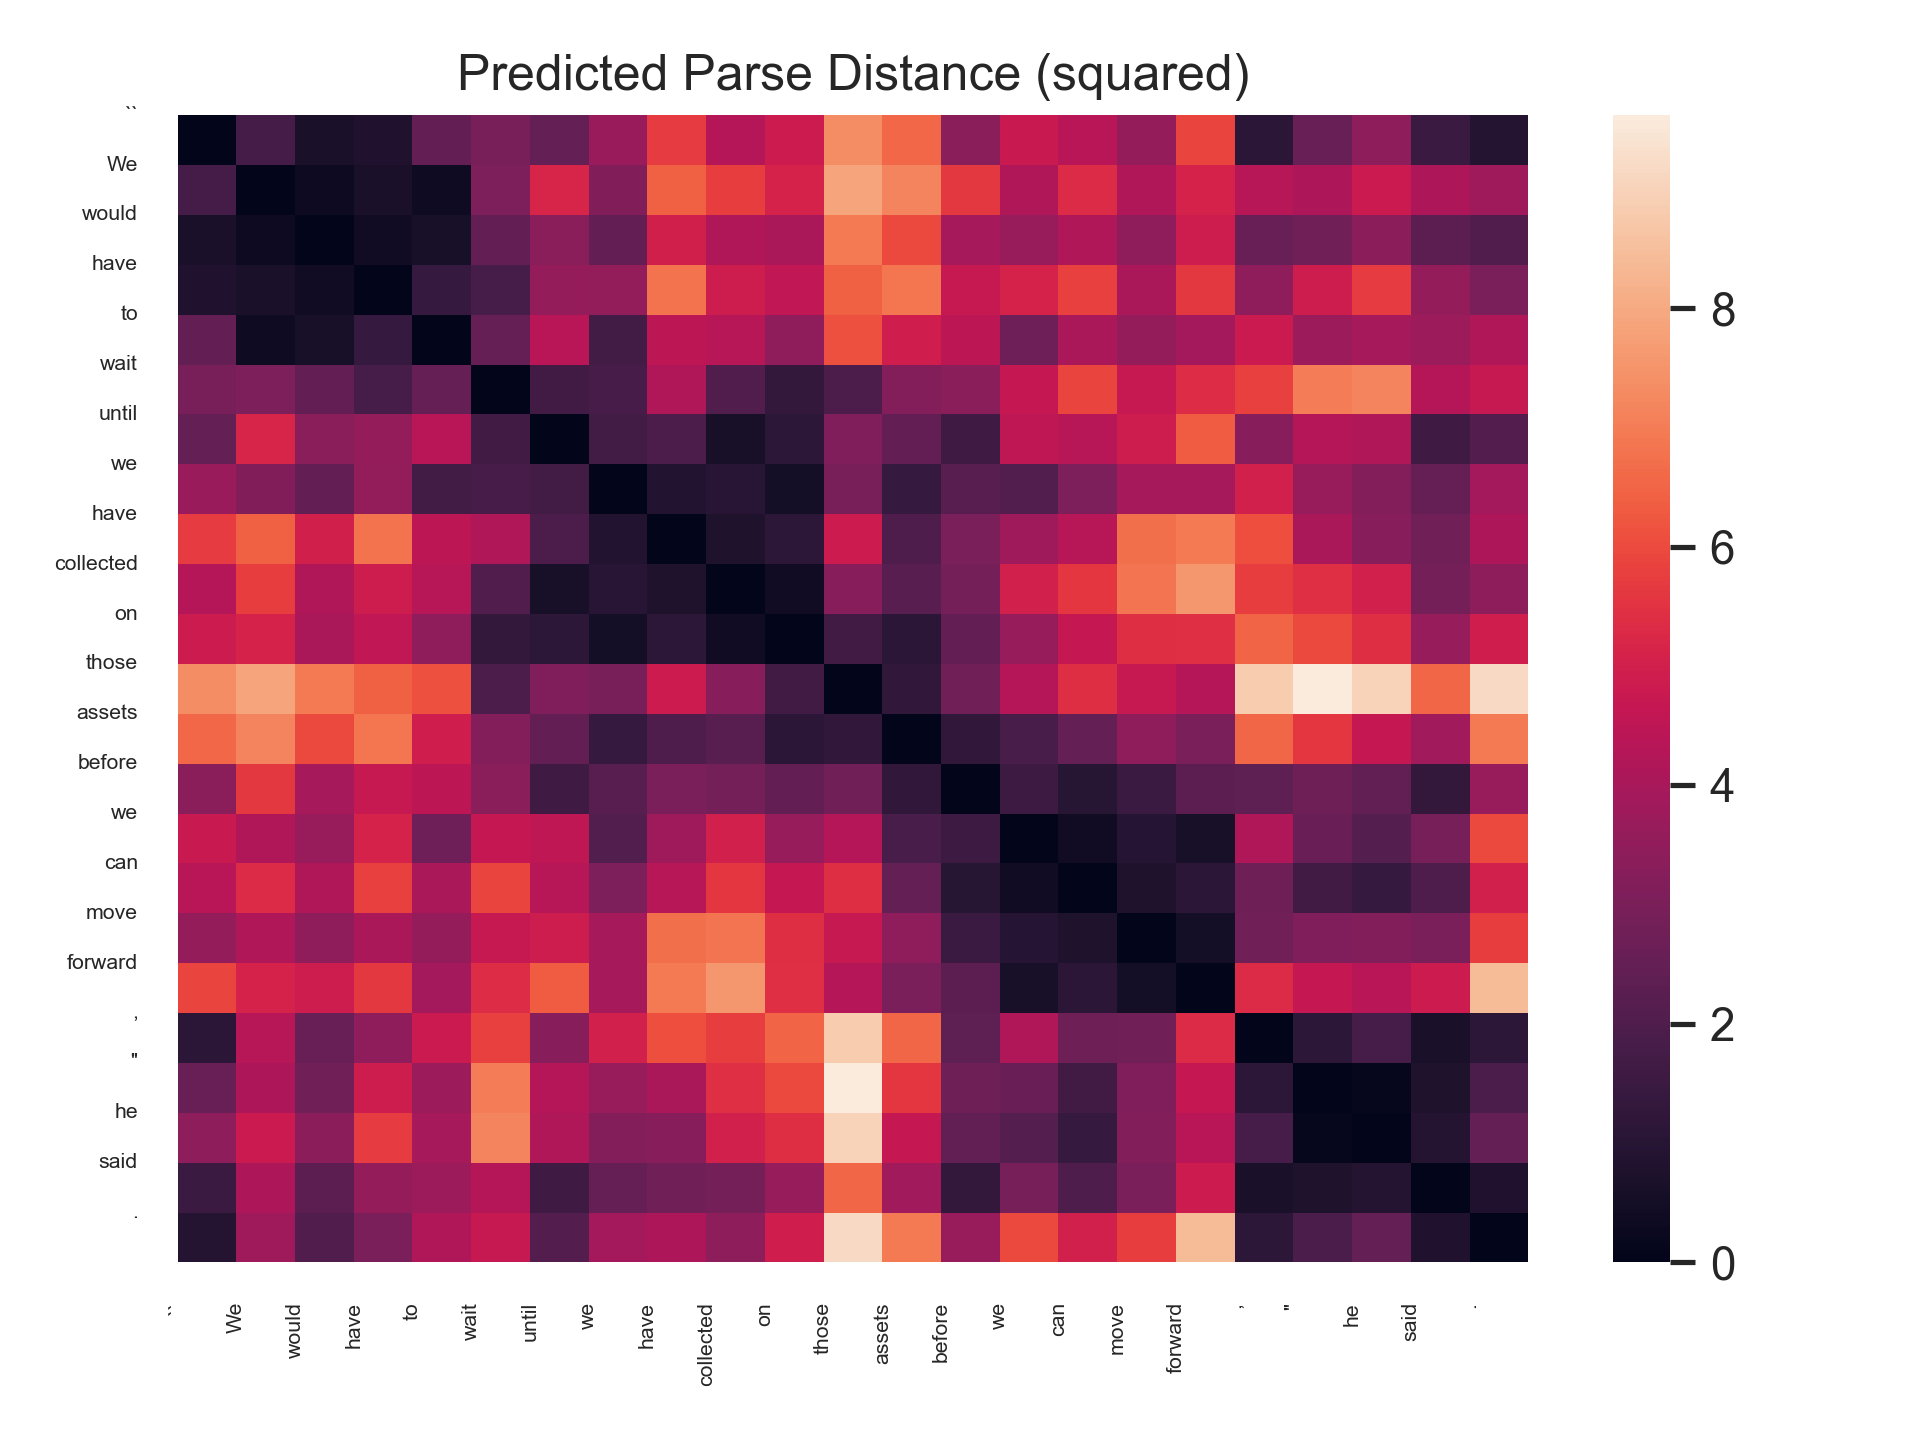 Predicted Parse Distance (squared)
``
We
would
have
to
wait
until
we
have
collected
on
those
assets
before
we
can
move
forward
,
"
he
said
.
8
6
4
2
0
`` We would have to wait until we have collected on those assets before we can move forward , " he said .